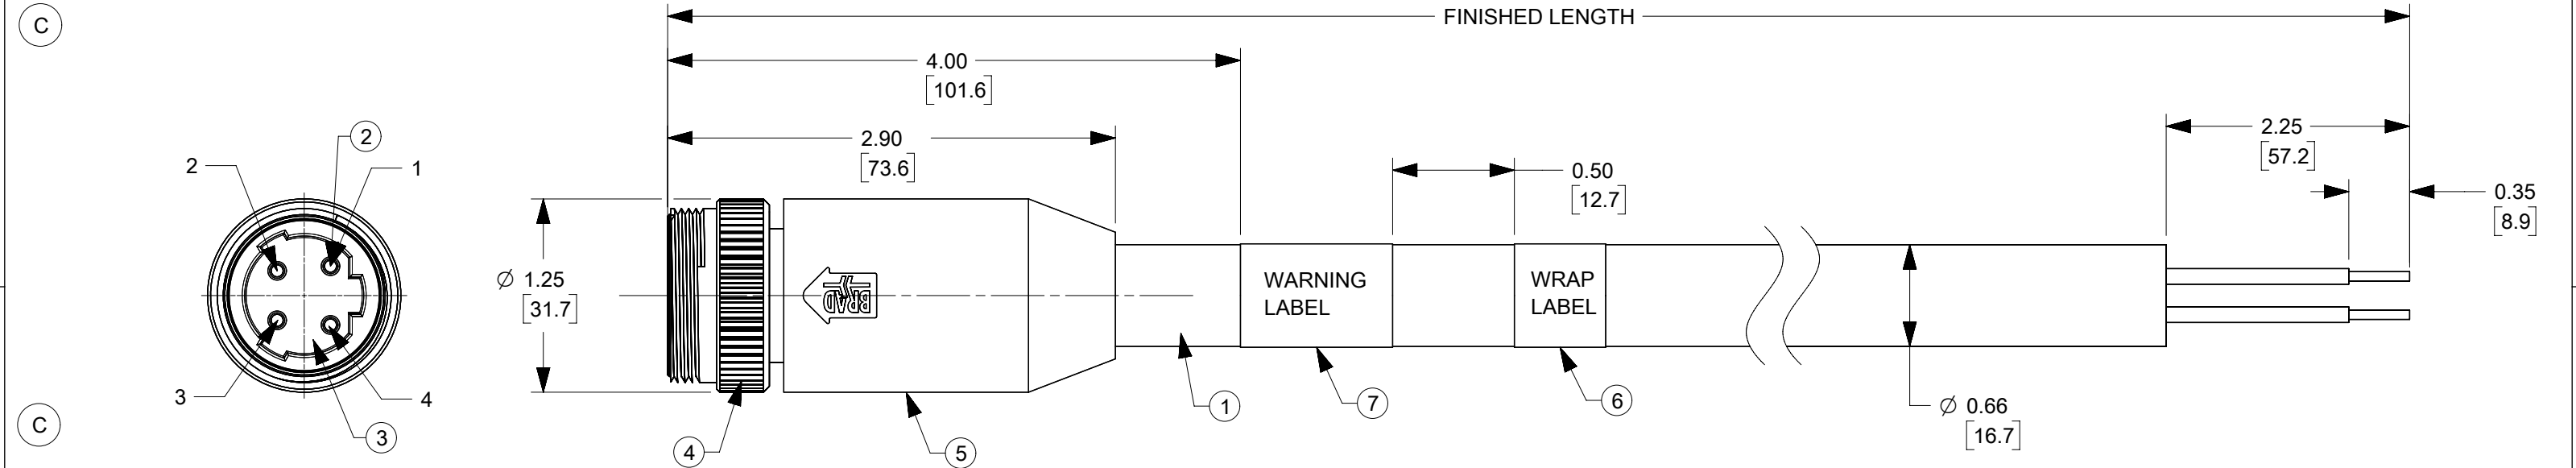 C
FINISHED LENGTH
4.00
[101.6]
2.90
[73.6]
2.25
[57.2]
0.50
[12.7]
0.35
[8.9]
2
2
1
3
4
3
Ø 1.25
[31.7]
BRAD
WARNING
LABEL
WRAP
LABEL
C
4
5
1
7
6
Ø 0.66
[16.7]